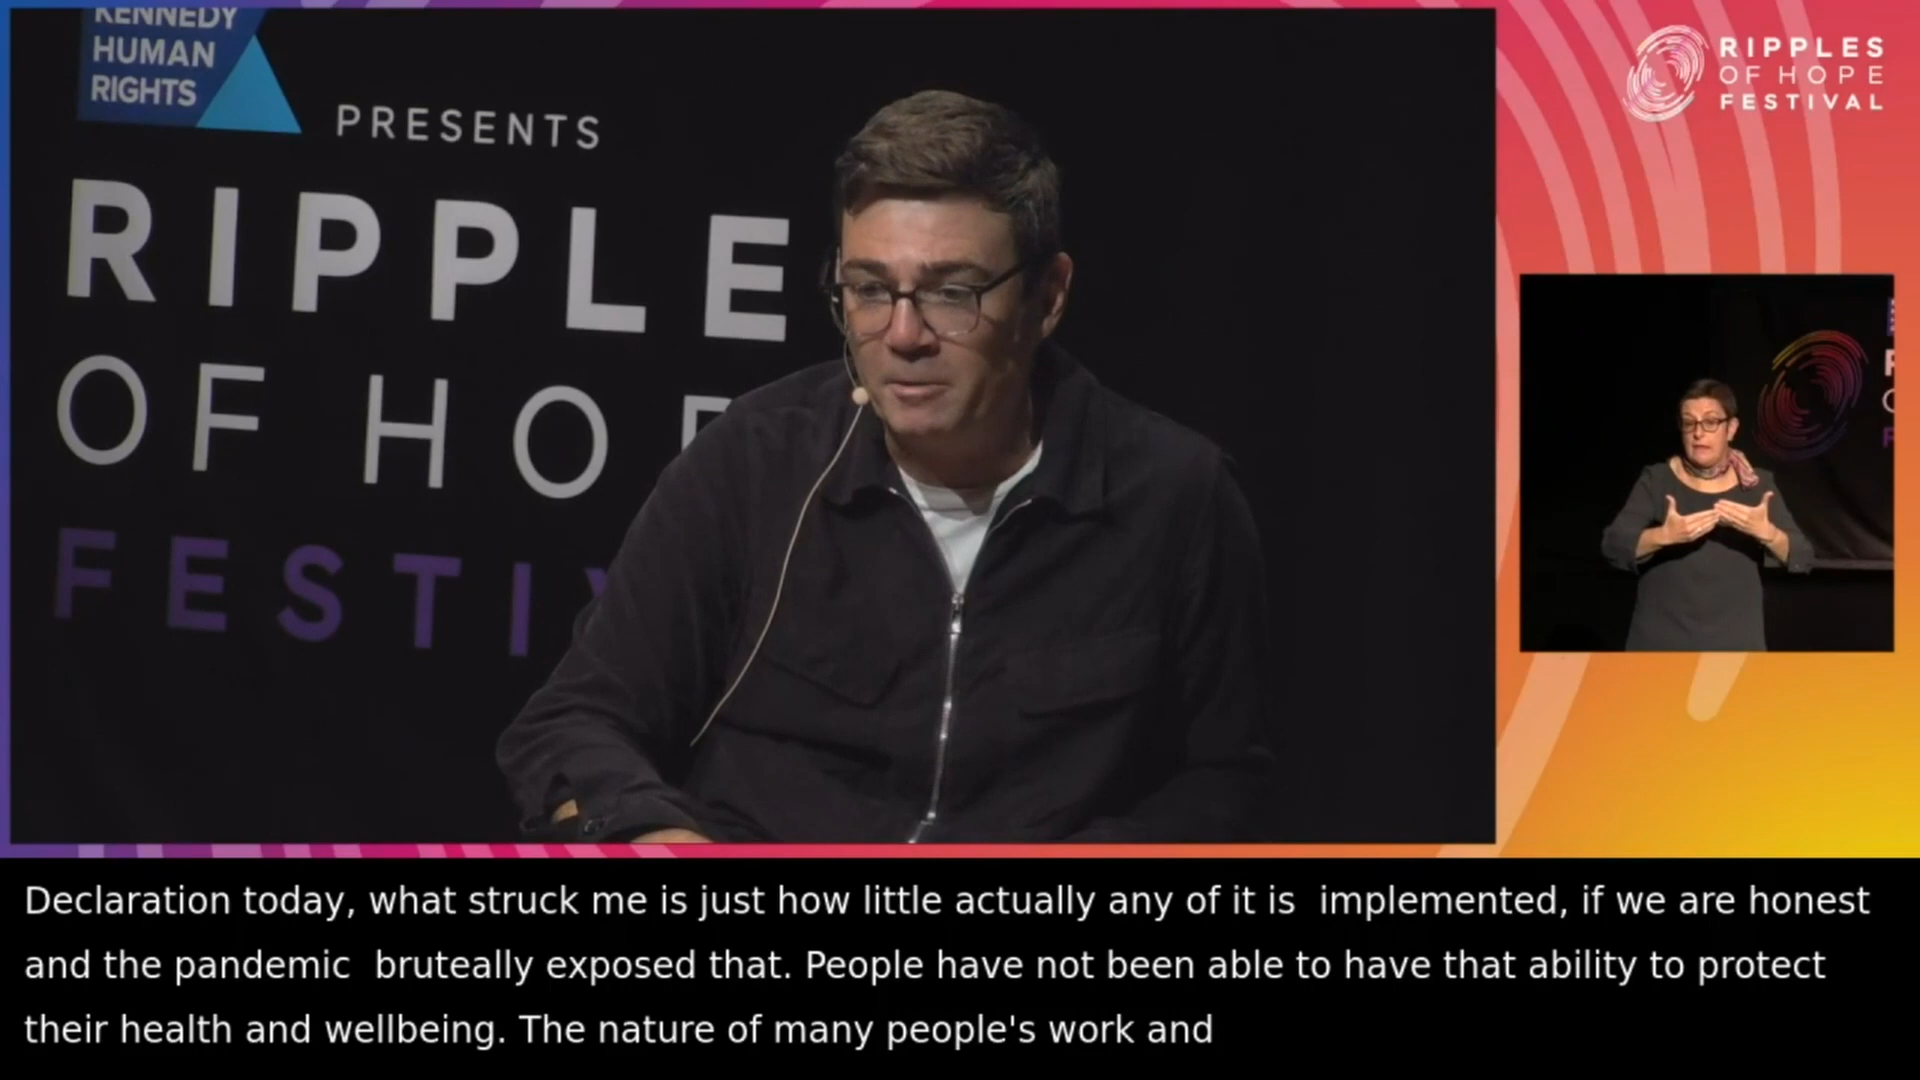 KENNEDY
HUMAN
RIGHTS
PRESENTS
RIPPLE
OF HOP
FESTIV
RIPPLES
OF HOPE
FESTIVAL
Declaration today, what struck me is just how little actually any of it is  implemented, if we are honest
and the pandemic  bruteally exposed that. People have not been able to have that ability to protect
their health and wellbeing. The nature of many people's work and